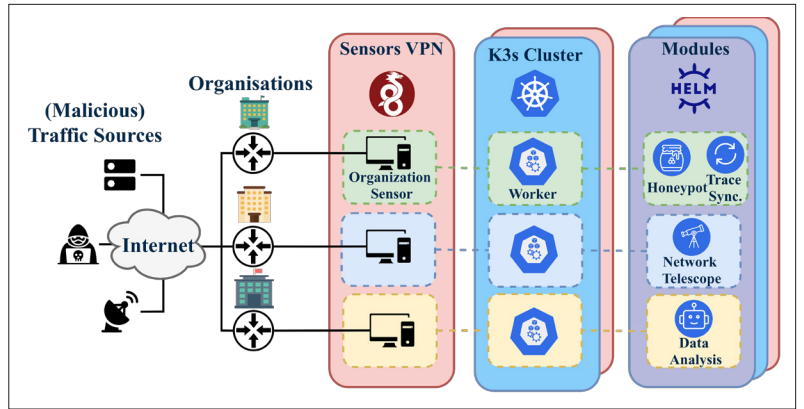 Sensors VPN
K3s Cluster
Modules
HELM
Organisations
(Malicious)
Traffic Sources
Internet
Organization
Sensor
Worker
Honeypot
Trace
Sync.
Network
Telescope
Data
Analysis